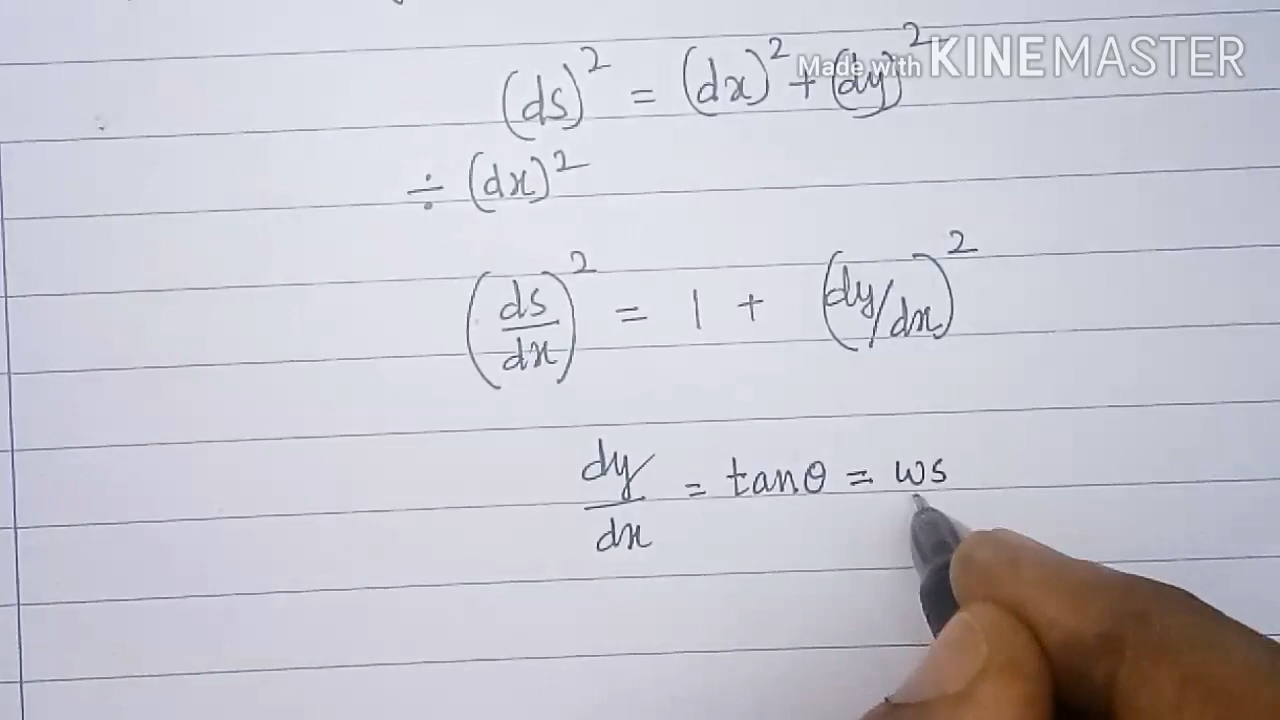 Made with KINEMASTER
(ds)² = (dx)² + (dy)²
÷ (dx)²
(ds/dx)² = 1 + (dy/dx)²
dy/dx = tanθ = ws